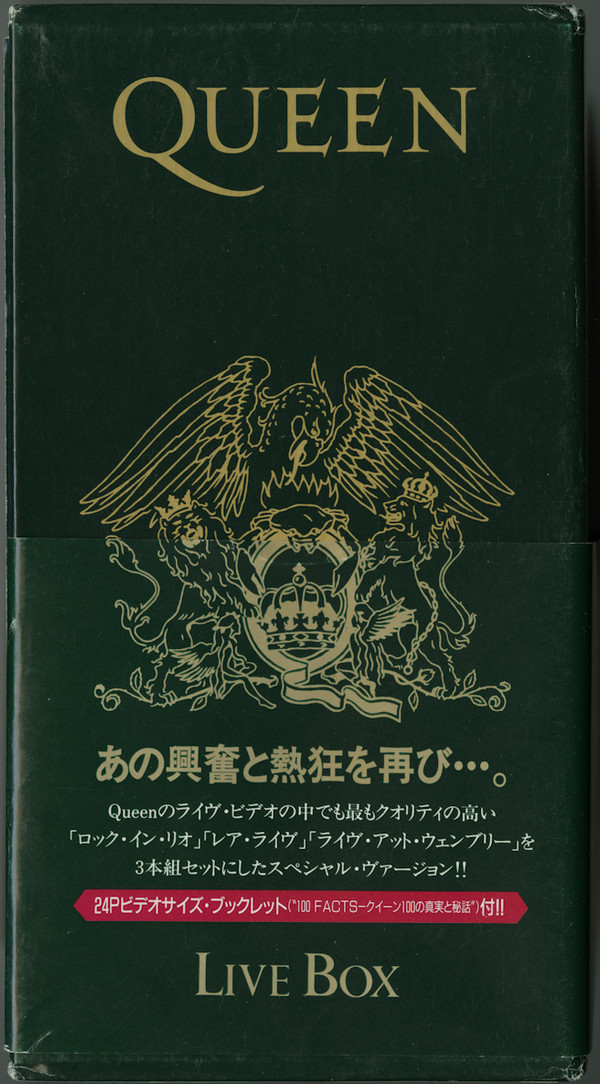 QUEEN
あの興奮と熱狂を再び…。
Queenのライヴ・ビデオの中でも最もクオリティの高い
「ロック・イン・リオ」「レア・ライヴ」「ライヴ・アット・ウェンブリー」を
3本組セットにしたスペシャル・ヴァージョン!!
24Pビデオサイズ・ブックレット("100 FACTS–クイーン100の真実と秘話")付!!
LIVE BOX